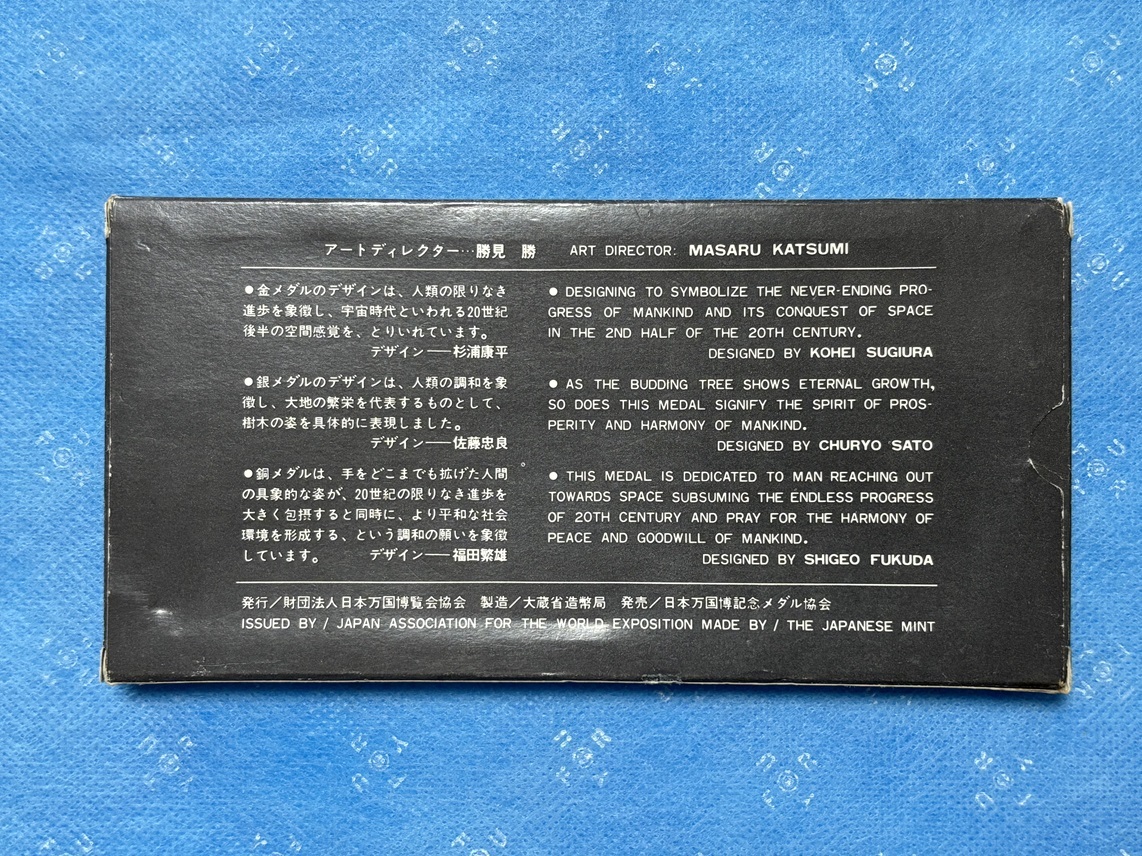 アートディレクター…勝見 勝 ART DIRECTOR: MASARU KATSUMI
●金メダルのデザインは、人類の限りなき
進歩を象徴し、宇宙時代といわれる20世紀
後半の空間感覚を、とりいれています。
デザイン──杉浦康平
● DESIGNING TO SYMBOLIZE THE NEVER-ENDING PRO-
GRESS OF MANKIND AND ITS CONQUEST OF SPACE
IN THE 2ND HALF OF THE 20TH CENTURY.
DESIGNED BY KOHEI SUGIURA
●銀メダルのデザインは、人類の調和を象
徴し、大地の繁栄を代表するものとして、
樹木の姿を具体的に表現しました。
デザイン──佐藤忠良
● AS THE BUDDING TREE SHOWS ETERNAL GROWTH,
SO DOES THIS MEDAL SIGNIFY THE SPIRIT OF PROS-
PERITY AND HARMONY OF MANKIND.
DESIGNED BY CHURYO SATO
●銅メダルは、手をどこまでも拡げた人間
の具象的な姿が、20世紀の限りなき進歩を
大きく包摂すると同時に、より平和な社会
環境を形成する、という調和の願いを象徴
しています。 デザイン──福田繁雄
● THIS MEDAL IS DEDICATED TO MAN REACHING OUT
TOWARDS SPACE SUBSUMING THE ENDLESS PROGRESS
OF 20TH CENTURY AND PRAY FOR THE HARMONY OF
PEACE AND GOODWILL OF MANKIND.
DESIGNED BY SHIGEO FUKUDA
発行／財団法人日本万国博覧会協会 製造／大蔵省造幣局 発売／日本万国博記念メダル協会
ISSUED BY / JAPAN ASSOCIATION FOR THE WORLD EXPOSITION MADE BY / THE JAPANESE MINT